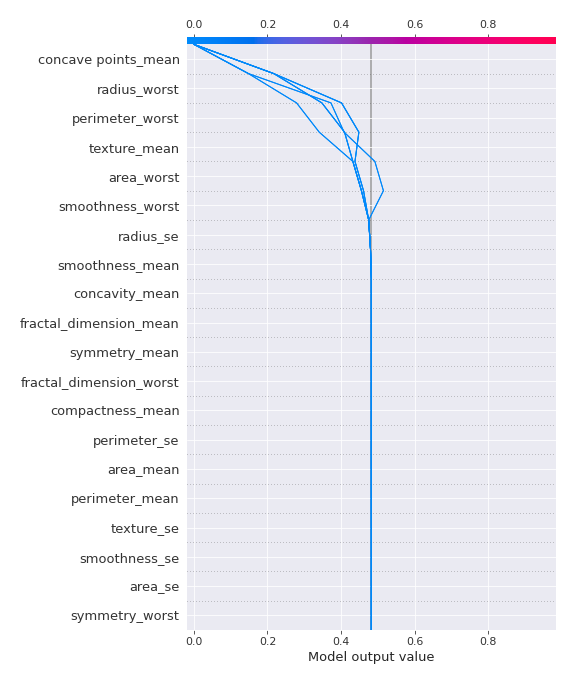 0.0 0.2 0.4 0.6 0.8
concave points_mean
radius_worst
perimeter_worst
texture_mean
area_worst
smoothness_worst
radius_se
smoothness_mean
concavity_mean
fractal_dimension_mean
symmetry_mean
fractal_dimension_worst
compactness_mean
perimeter_se
area_mean
perimeter_mean
texture_se
smoothness_se
area_se
symmetry_worst
0.0 0.2 0.4 0.6 0.8
Model output value